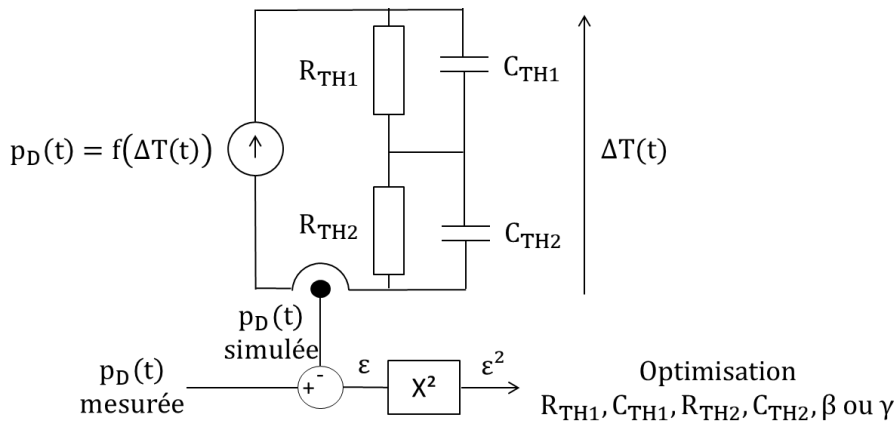 R_TH1
C_TH1
p_D(t) = f(ΔT(t))
ΔT(t)
R_TH2
C_TH2
p_D(t)
simulée
p_D(t)
mesurée
+
-
ε
X²
ε²
Optimisation
R_TH1, C_TH1, R_TH2, C_TH2, β ou γ